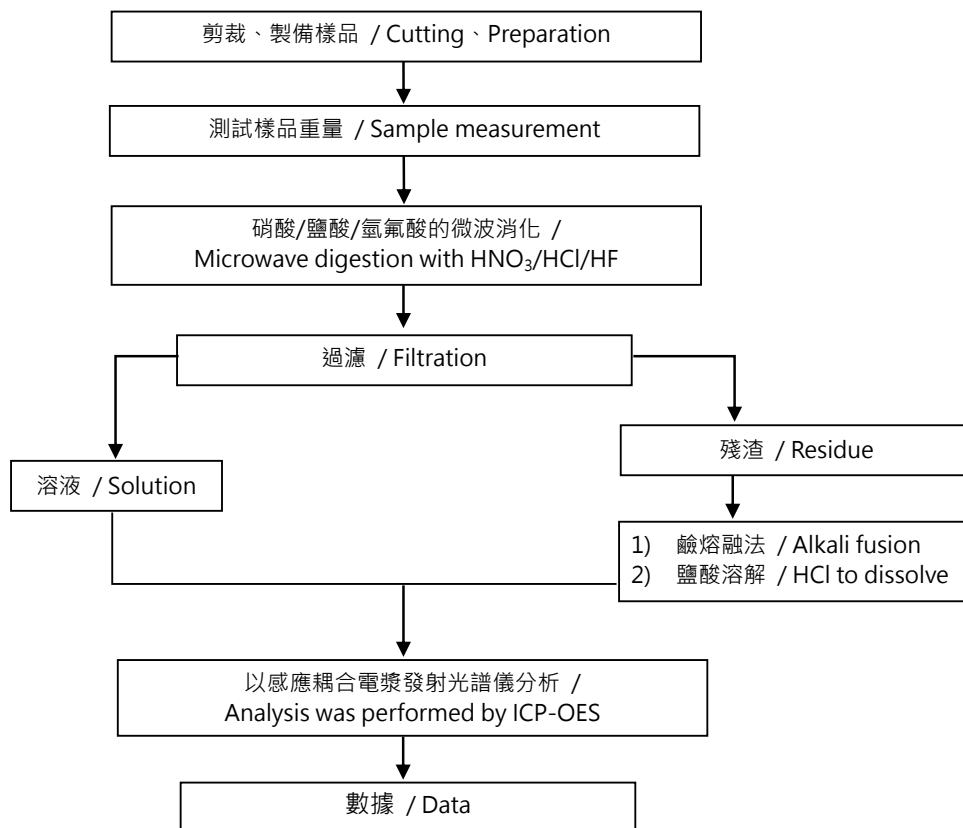 剪裁、製備樣品 / Cutting、Preparation
測試樣品重量 / Sample measurement
硝酸/鹽酸/氫氟酸的微波消化 /
Microwave digestion with HNO₃/HCl/HF
過濾 / Filtration
溶液 / Solution
殘渣 / Residue
1) 鹼熔融法 / Alkali fusion
2) 鹽酸溶解 / HCl to dissolve
以感應耦合電漿發射光譜儀分析 /
Analysis was performed by ICP-OES
數據 / Data